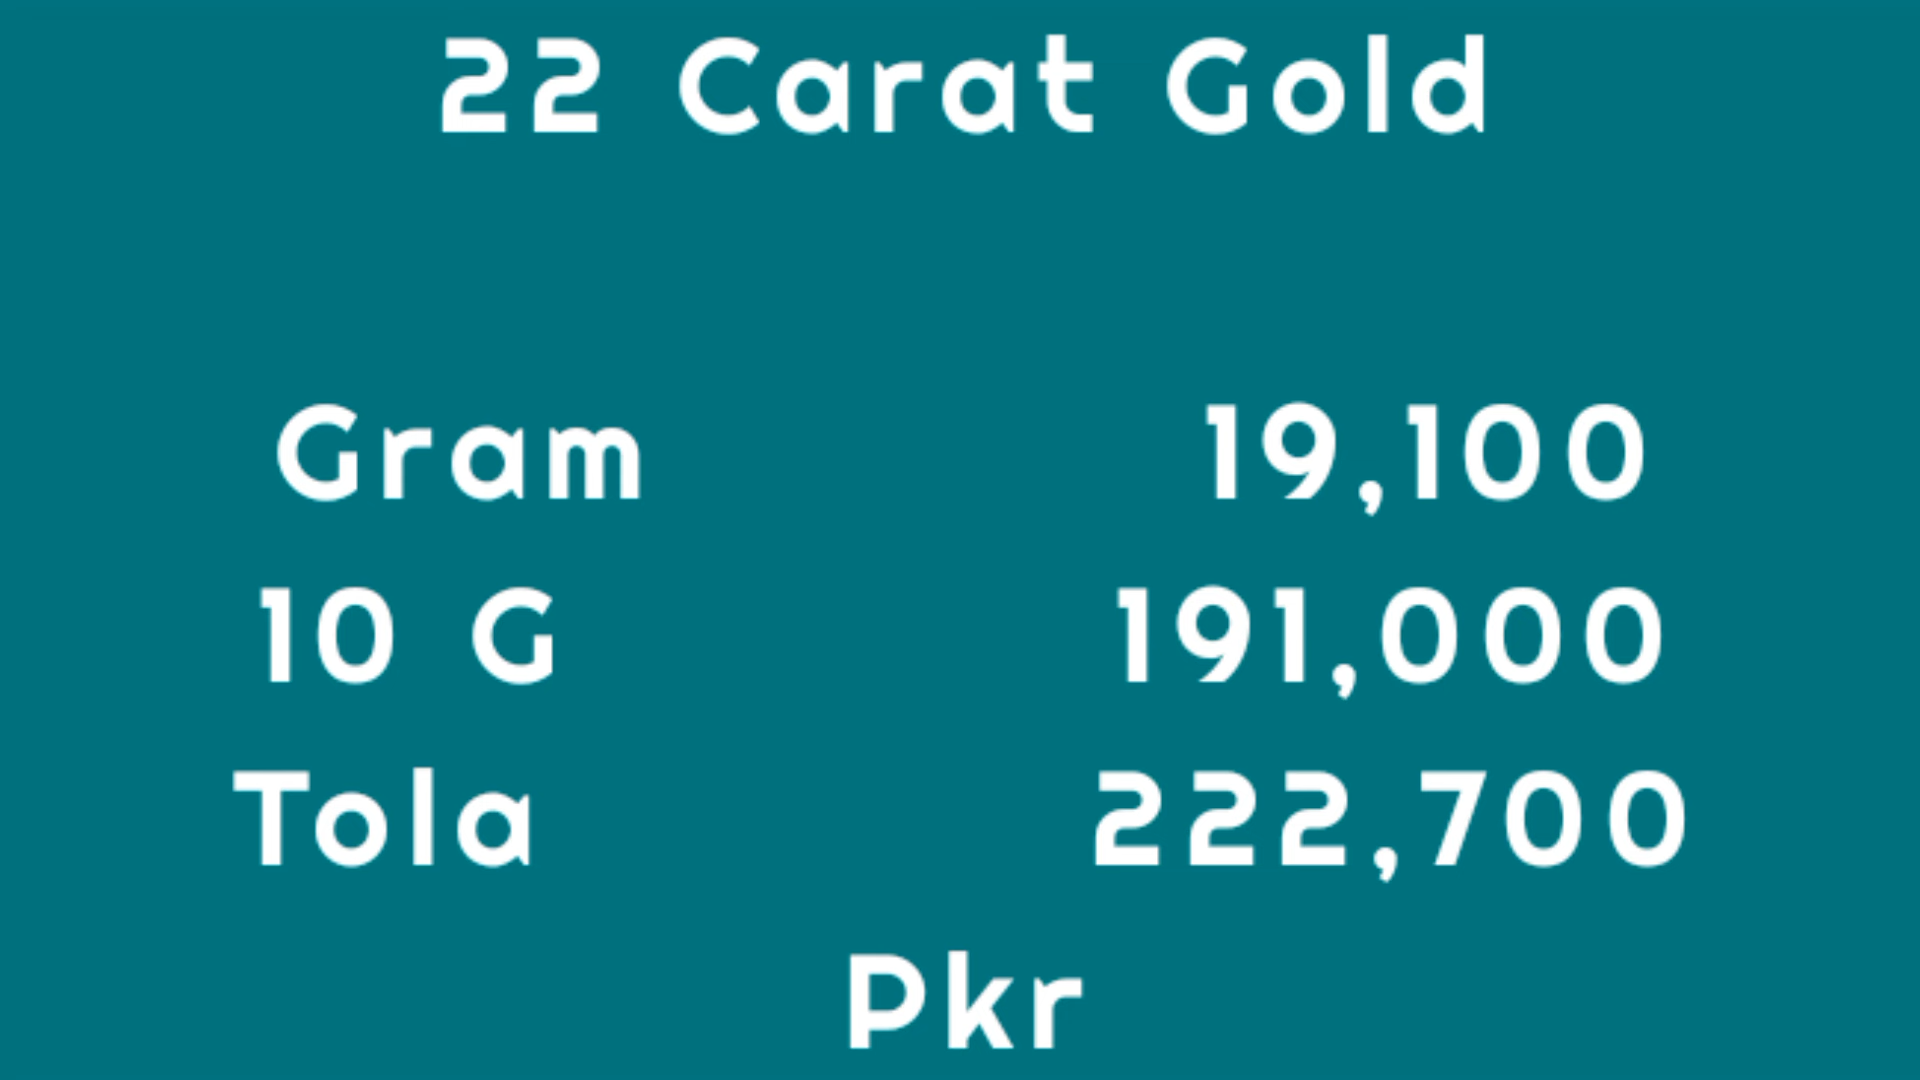 22 Carat Gold
Gram 19,100
10 G 191,000
Tola 222,700
Pkr